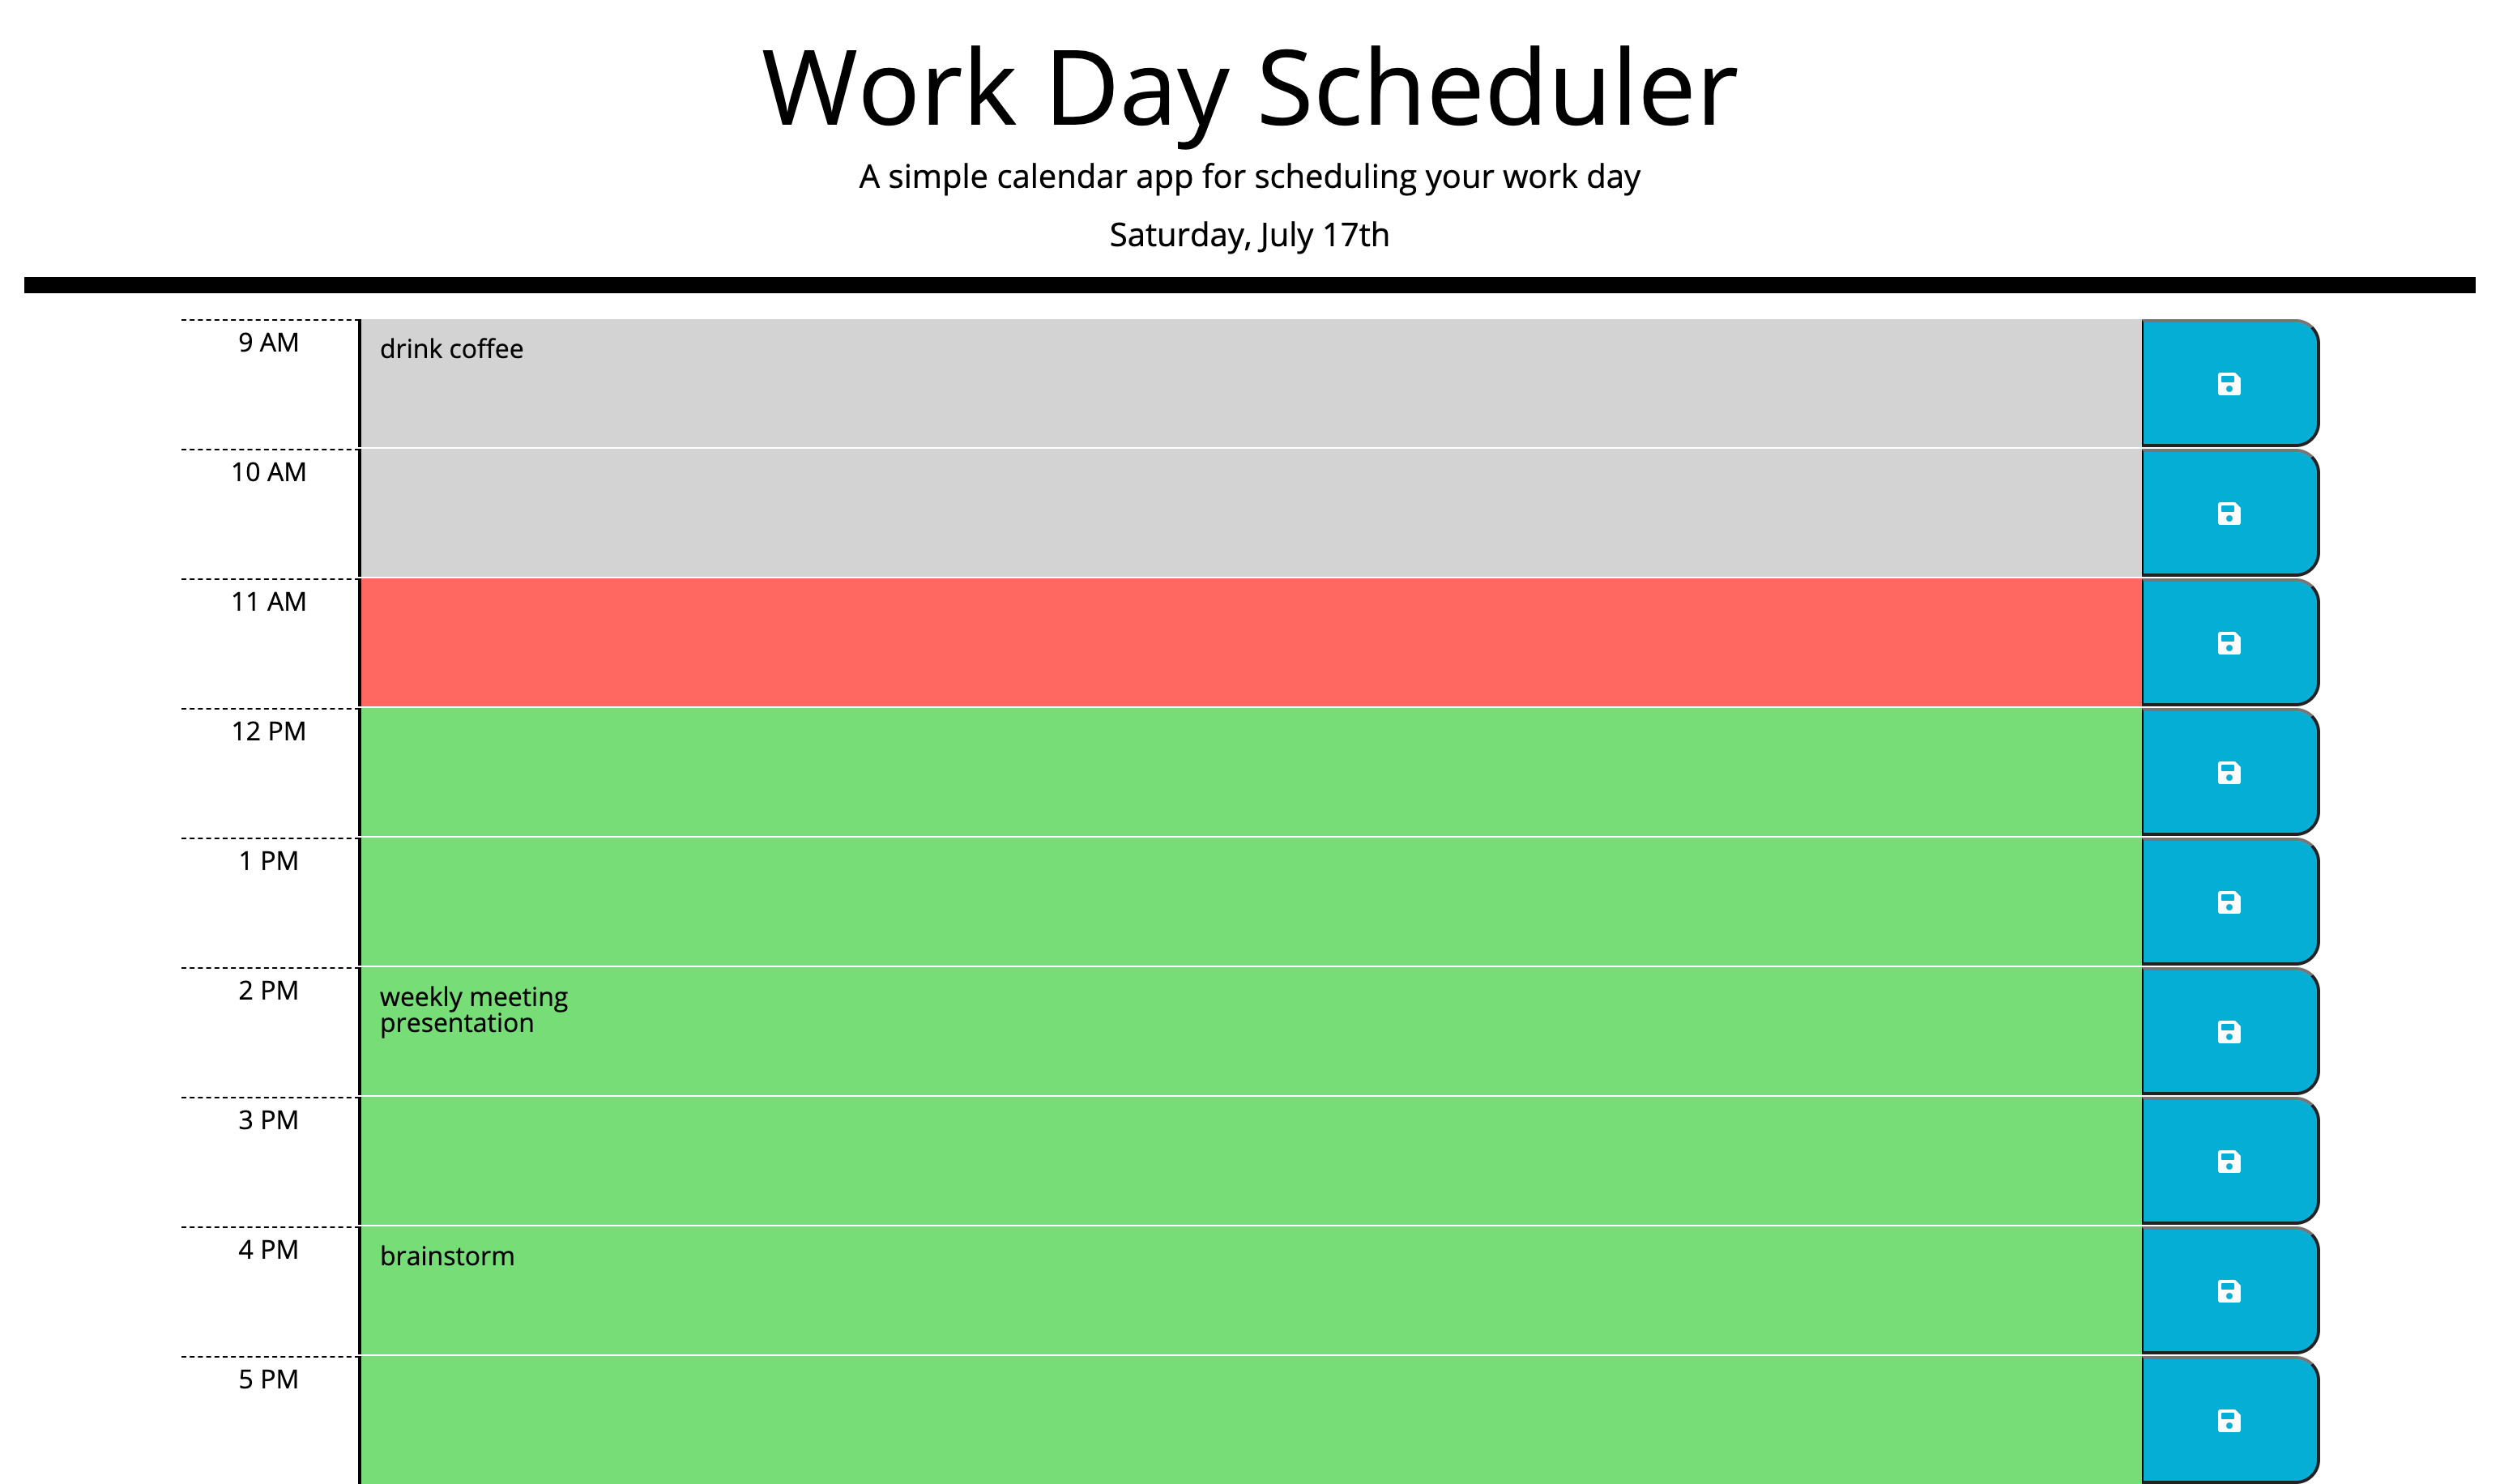 Work Day Scheduler
A simple calendar app for scheduling your work day
Saturday, July 17th
9 AM
drink coffee
10 AM
11 AM
12 PM
1 PM
2 PM
weekly meeting
presentation
3 PM
4 PM
brainstorm
5 PM